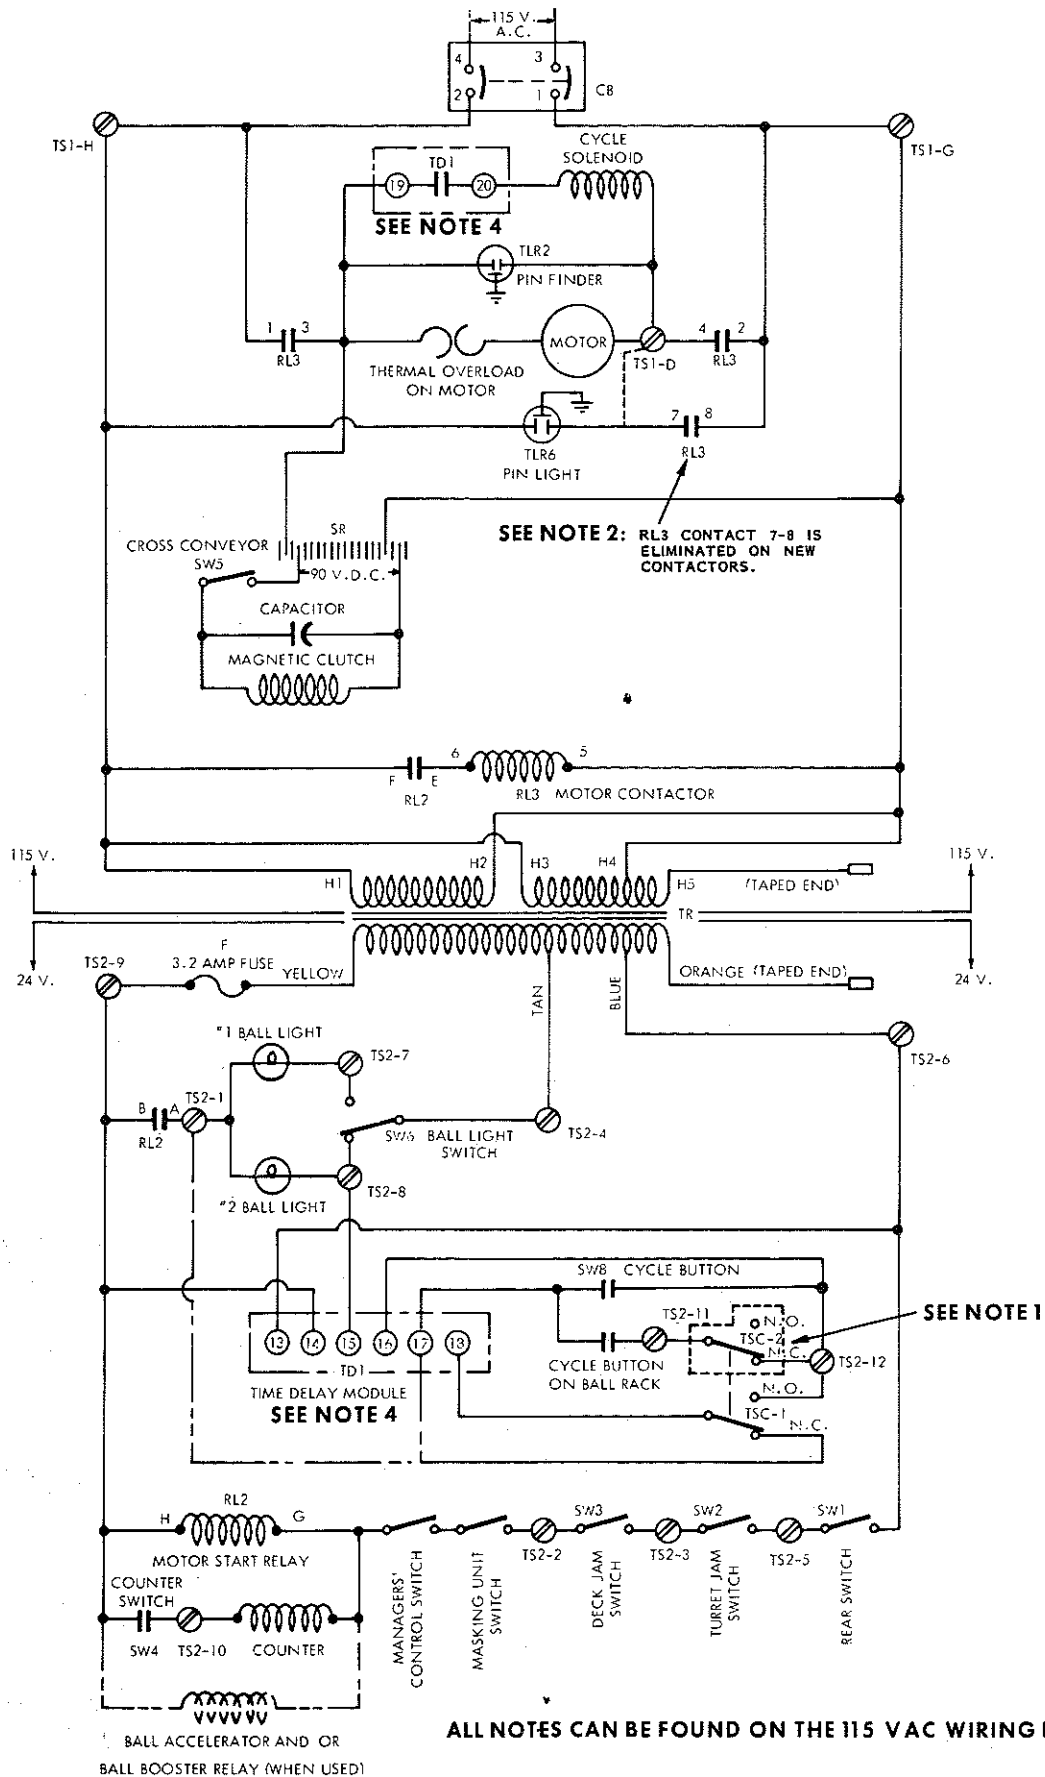 115 V.
A.C.
4
3
2
1
CB
TS1-H
TS1-G
CYCLE
SOLENOID
TD1
19
20
SEE NOTE 4
TLR2
PIN FINDER
1
3
RL3
MOTOR
4
2
RL3
TS1-D
THERMAL OVERLOAD
ON MOTOR
7
8
RL3
TLR6
PIN LIGHT
SEE NOTE 2: RL3 CONTACT 7-8 IS
ELIMINATED ON NEW
CONTACTORS.
SR
CROSS CONVEYOR
SW5
90 V.D.C.
CAPACITOR
MAGNETIC CLUTCH
6
5
F
E
RL2
RL3 MOTOR CONTACTOR
115 V.
H1
H2
H3
H4
H5
(TAPED END)
115 V.
TR
24 V.
TS2-9
F
3.2 AMP FUSE
YELLOW
TAN
BLUE
ORANGE (TAPED END)
24 V.
TS2-6
#1 BALL LIGHT
TS2-7
B
A
TS2-1
RL2
SW6 BALL LIGHT
SWITCH
TS2-4
#2 BALL LIGHT
TS2-8
SW8 CYCLE BUTTON
TS2-11
N.O.
SEE NOTE 1
TSC-2
N.C.
TS2-12
13
14
15
16
17
18
TD1
CYCLE BUTTON
ON BALL RACK
TIME DELAY MODULE
SEE NOTE 4
N.O.
TSC-1
N.C.
RL2
H
G
MOTOR START RELAY
SW3
SW2
SW1
TS2-2
TS2-3
TS2-5
MANAGERS'
CONTROL SWITCH
MASKING UNIT
SWITCH
DECK JAM
SWITCH
TURRET JAM
SWITCH
REAR SWITCH
COUNTER
SWITCH
SW4
TS2-10
COUNTER
BALL ACCELERATOR AND OR
BALL BOOSTER RELAY (WHEN USED)
ALL NOTES CAN BE FOUND ON THE 115 VAC WIRING